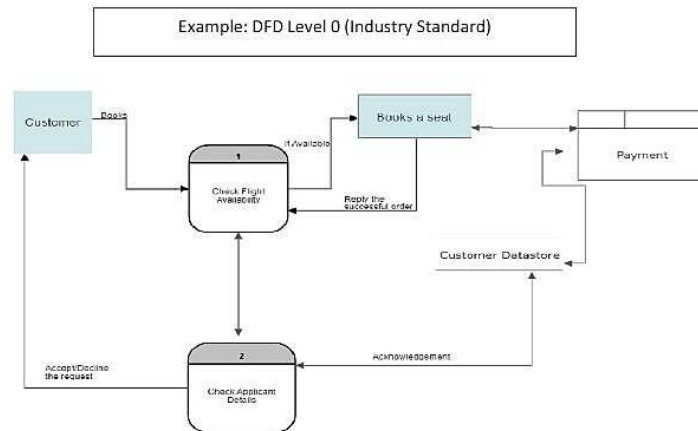 Example: DFD Level 0 (Industry Standard)
Customer
Books
Books a seat
Payment
If Available
1
Check Flight
Availability
Reply the
successful order
Customer Datastore
2
Check Applicant
Details
Accept/Decline
the request
Acknowledgement